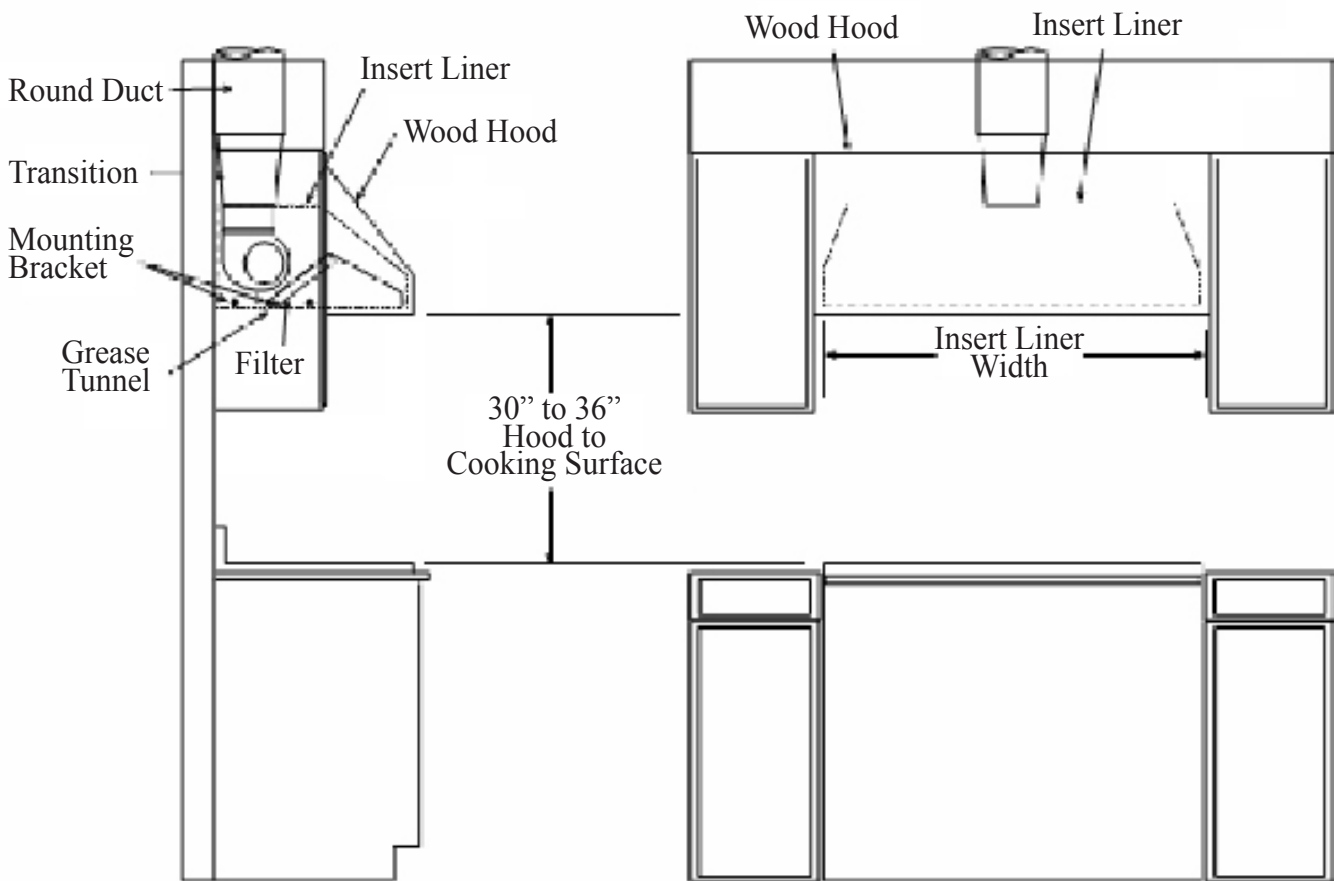 Round Duct
Transition
Mounting
Bracket
Grease
Tunnel
Filter
Insert Liner
Wood Hood
30” to 36”
Hood to
Cooking Surface
Wood Hood
Insert Liner
Insert Liner
Width